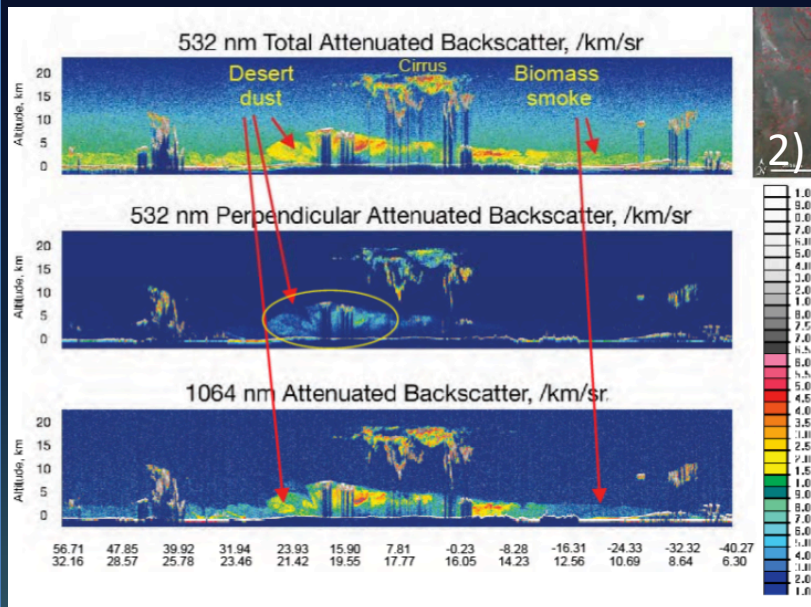 532 nm Total Attenuated Backscatter, /km/sr
Desert dust
Cirrus
Biomass smoke
Altitude, km
20
15
10
5
0
2)
532 nm Perpendicular Attenuated Backscatter, /km/sr
Altitude, km
20
15
10
5
0
1064 nm Attenuated Backscatter, /km/sr
Altitude, km
20
15
10
5
0
56.71 47.85 39.92 31.94 23.93 15.90 7.81 -0.23 -8.28 -16.31 -24.33 -32.32 -40.27
32.16 28.57 25.78 23.46 21.42 19.55 17.77 16.05 14.23 12.56 10.69 8.64 6.30